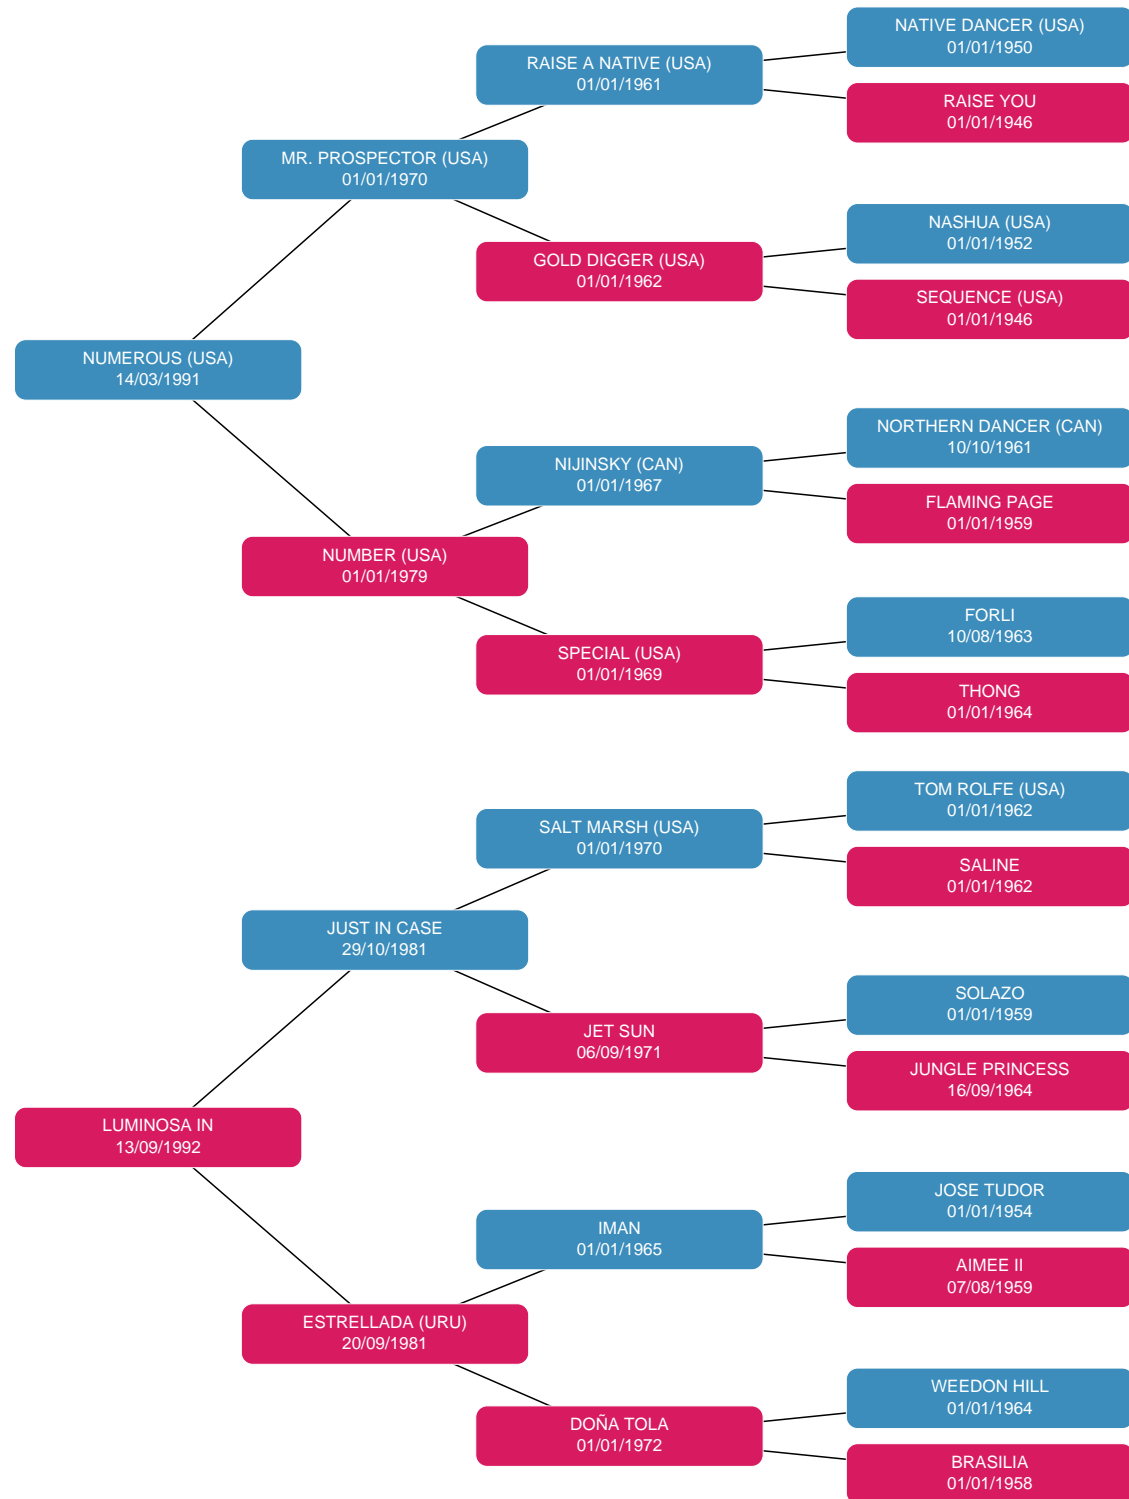 NATIVE DANCER (USA)
01/01/1950
RAISE A NATIVE (USA)
01/01/1961
RAISE YOU
01/01/1946
MR. PROSPECTOR (USA)
01/01/1970
NASHUA (USA)
01/01/1952
GOLD DIGGER (USA)
01/01/1962
SEQUENCE (USA)
01/01/1946
NUMEROUS (USA)
14/03/1991
NORTHERN DANCER (CAN)
10/10/1961
NIJINSKY (CAN)
01/01/1967
FLAMING PAGE
01/01/1959
NUMBER (USA)
01/01/1979
FORLI
10/08/1963
SPECIAL (USA)
01/01/1969
THONG
01/01/1964
TOM ROLFE (USA)
01/01/1962
SALT MARSH (USA)
01/01/1970
SALINE
01/01/1962
JUST IN CASE
29/10/1981
SOLAZO
01/01/1959
JET SUN
06/09/1971
JUNGLE PRINCESS
16/09/1964
LUMINOSA IN
13/09/1992
JOSE TUDOR
01/01/1954
IMAN
01/01/1965
AIMEE II
07/08/1959
ESTRELLADA (URU)
20/09/1981
WEEDON HILL
01/01/1964
DOÑA TOLA
01/01/1972
BRASILIA
01/01/1958